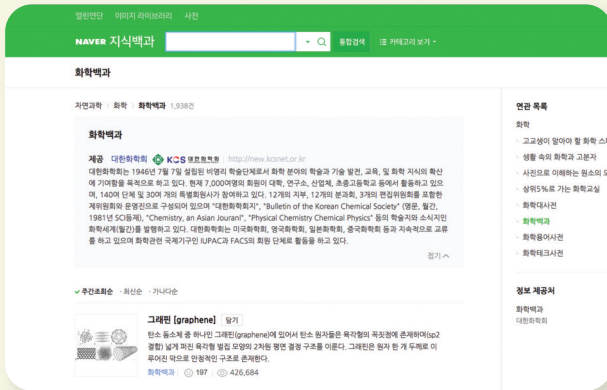 열린연단 이미지 라이브러리 사전
NAVER 지식백과
통합검색
카테고리 보기
화학백과
자연과학 > 화학 > 화학백과 1,938건
화학백과
제공 대한화학회 KCS 대한화학회 http://new.kcsnet.or.kr
대한화학회는 1946년 7월 7일 설립된 비영리 학술단체로서 화학 분야의 학술과 기술 발전, 교육, 및 화학 지식의 확산
에 기여함을 목적으로 하고 있다. 현재 7,000여명의 회원이 대학, 연구소, 산업체, 초중고등학교 등에서 활동하고 있으
며, 140여 단체 및 30여 개의 특별회원사가 참여하고 있다. 12개의 지부, 12개의 분과회, 3개의 편집위원회를 포함한
제위원회와 운영진으로 구성되어 있으며 "대한화학회지", "Bulletin of the Korean Chemical Society" (영문, 월간,
1981년 SCI등재), "Chemistry, an Asian Jouranl", "Physical Chemistry Chemical Physics" 등의 학술지와 소식지인
화학세계(월간)를 발행하고 있다. 대한화학회는 미국화학회, 영국화학회, 일본화학회, 중국화학회 등과 지속적으로 교류
를 하고 있으며 화학관련 국제기구인 IUPAC과 FACS의 회원 단체로 활동을 하고 있다.
접기
주간조회순 · 최신순 · 가나다순
그래핀 [graphene] 담기
탄소 동소체 중 하나인 그래핀(graphene)에 있어서 탄소 원자들은 육각형의 꼭짓점에 존재하며(sp2
결합) 넓게 퍼진 육각형 벌집 모양의 2차원 평면 결정 구조를 이룬다. 그래핀은 원자 한 개 두께로 이
루어진 막으로 안정적인 구조로 존재한다.
화학백과 197 426,684
연관 목록
화학
고교생이 알아야 할 화학 스페
생활 속의 화학과 고분자
사전으로 이해하는 원소의 모
상위5%로 가는 화학교실
화학대사전
화학백과
화학용어사전
화학테크사전
정보 제공처
화학백과
대한화학회